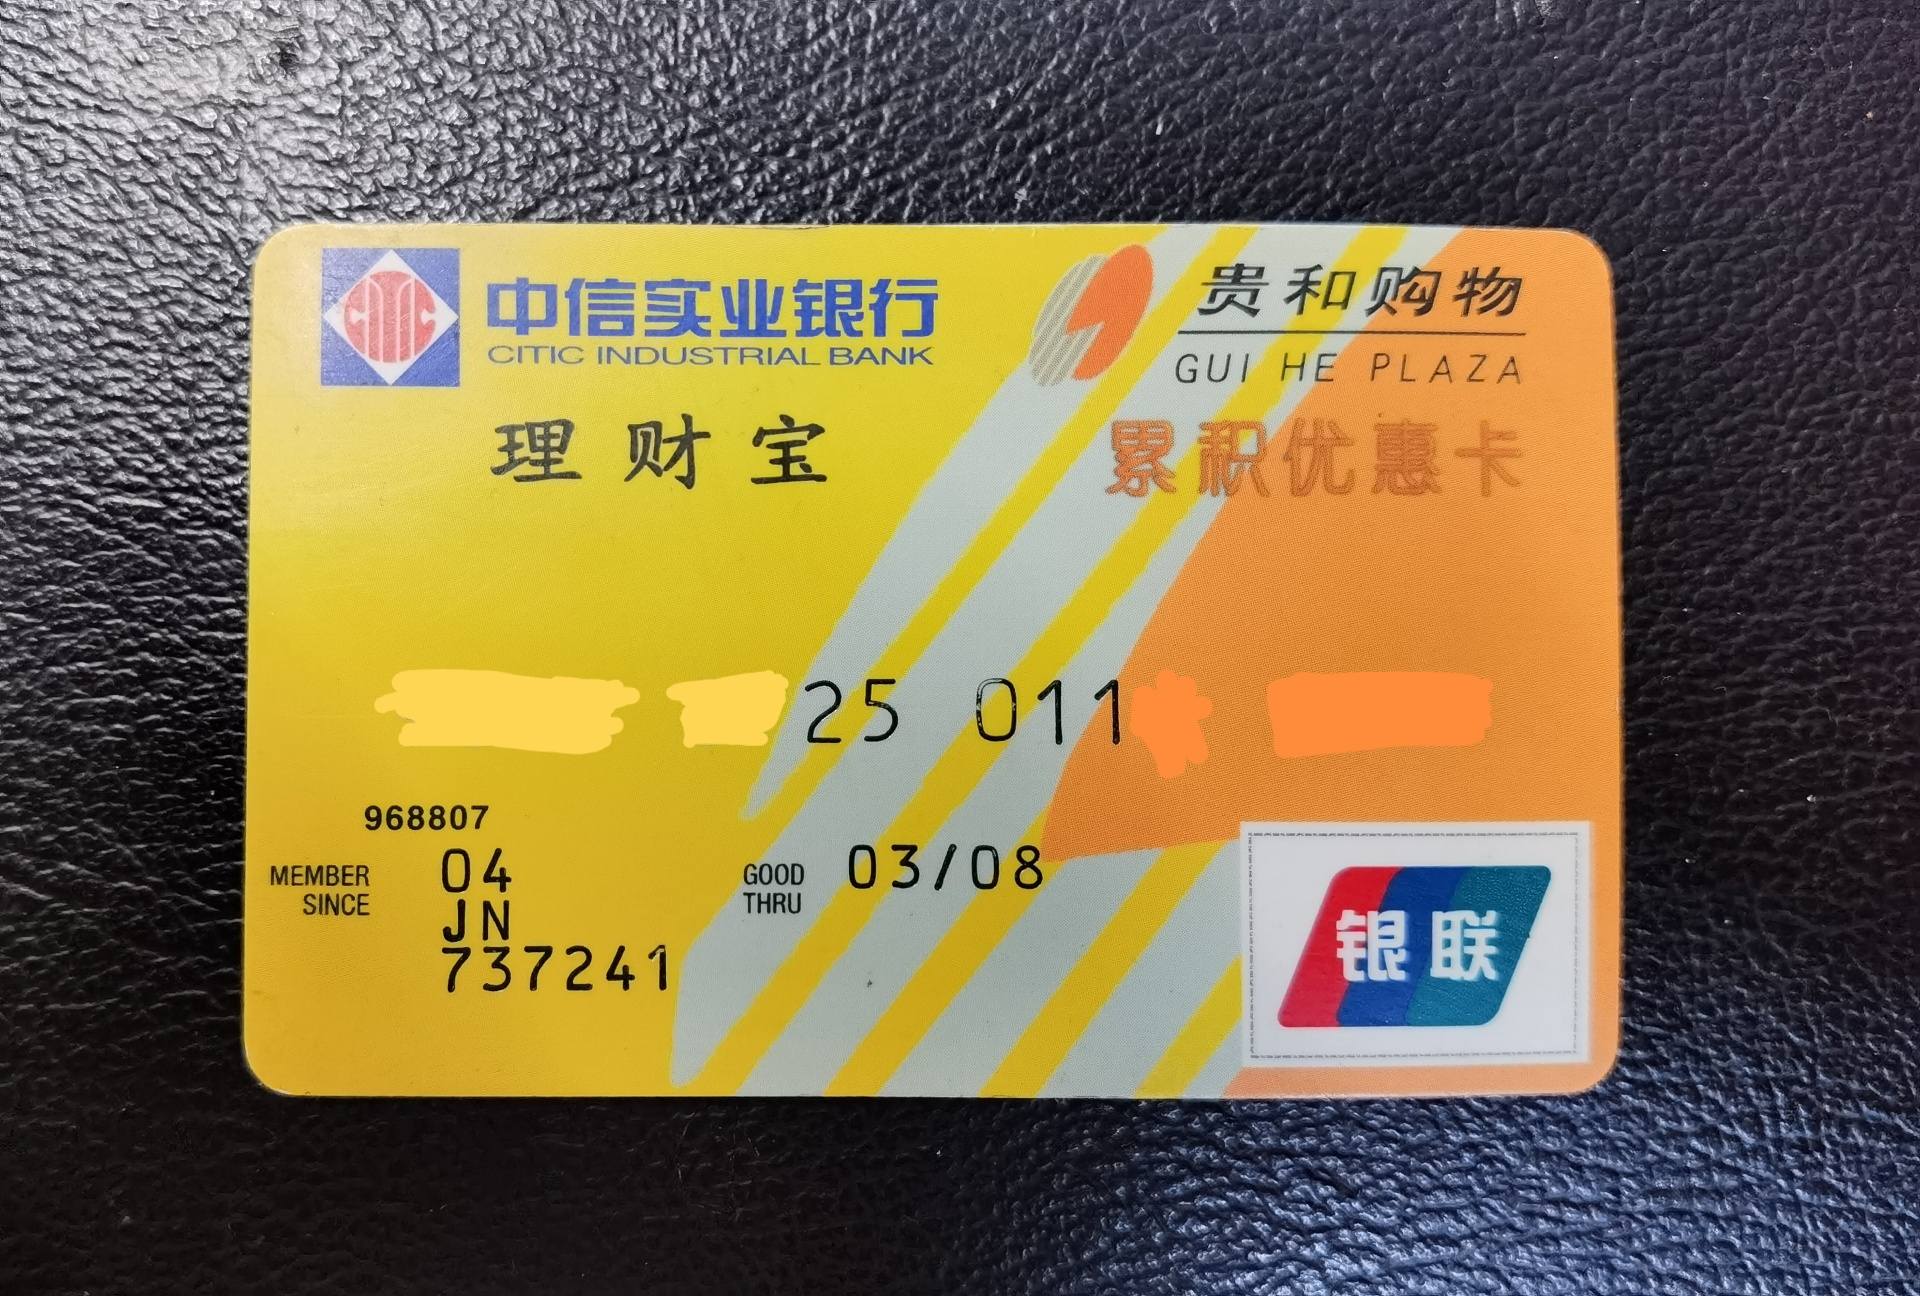 中信实业银行
CITIC INDUSTRIAL BANK
贵和购物
GUI HE PLAZA
理财宝
累积优惠卡
25 011
968807
MEMBER SINCE 04
GOOD THRU 03/08
JN
737241
银联